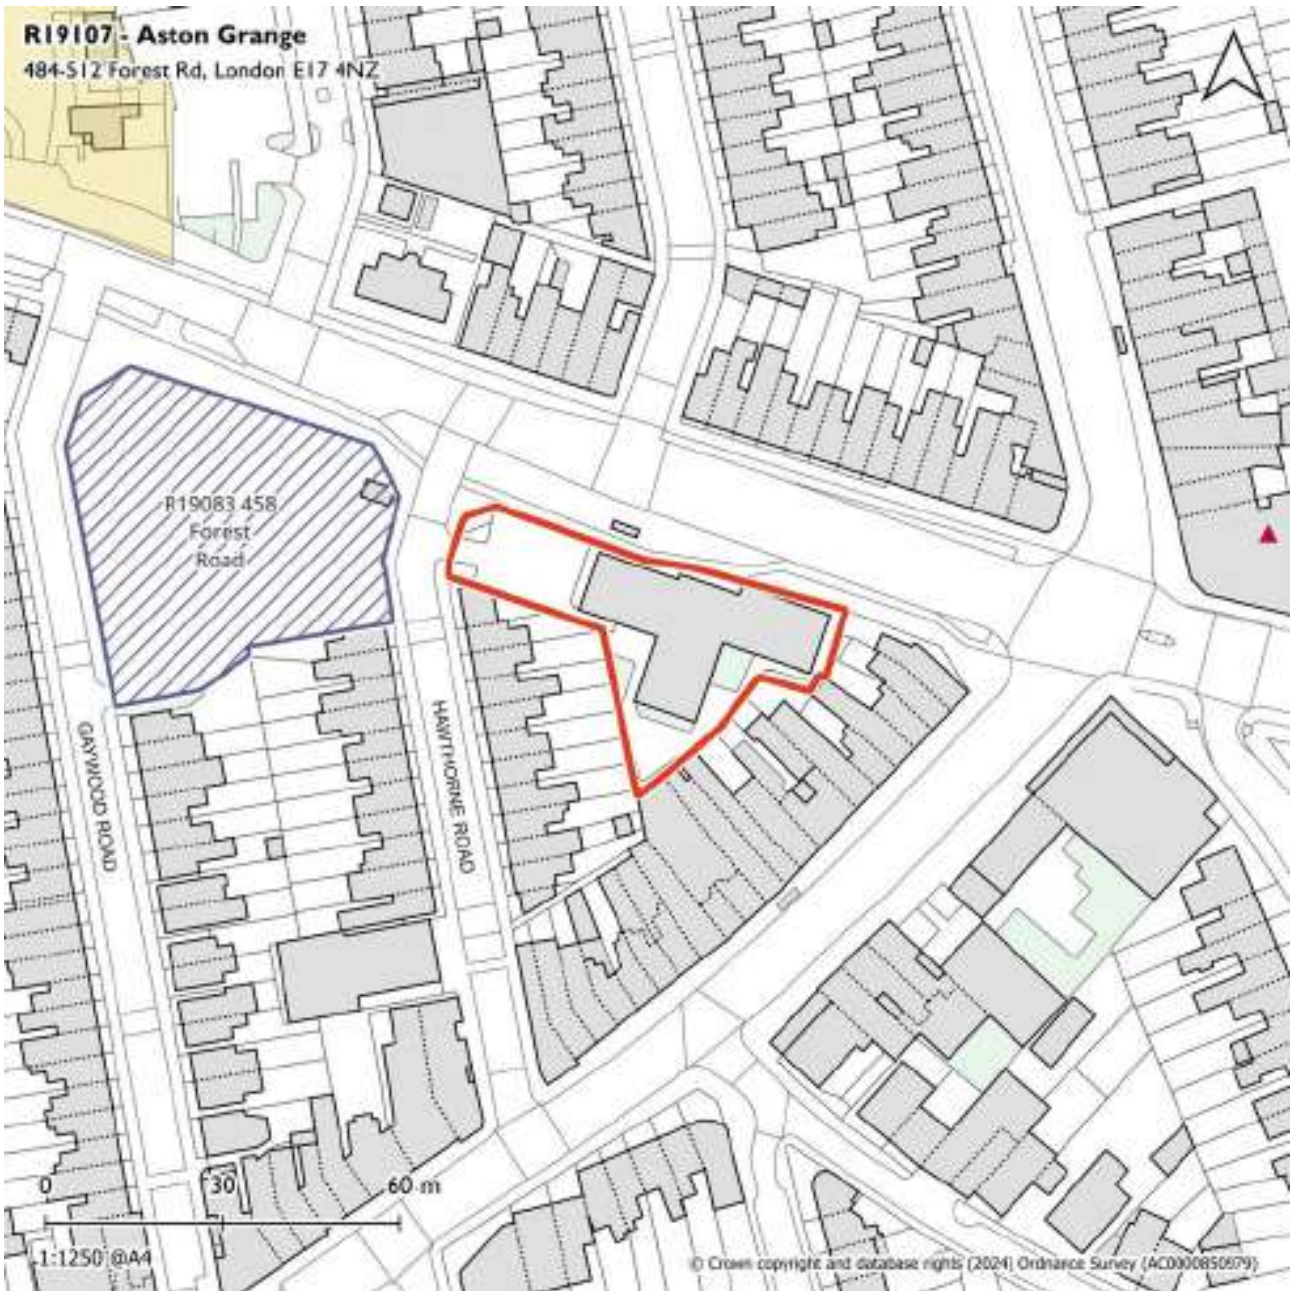 R19107 - Aston Grange
484-512 Forest Rd, London E17 4NZ
R19083 458
Forest
Road
GAYWOOD ROAD
HAWTHORNE ROAD
0 30 60 m
1:1250 @A4
© Crown copyright and database rights (2024) Ordnance Survey (AC0000850979)